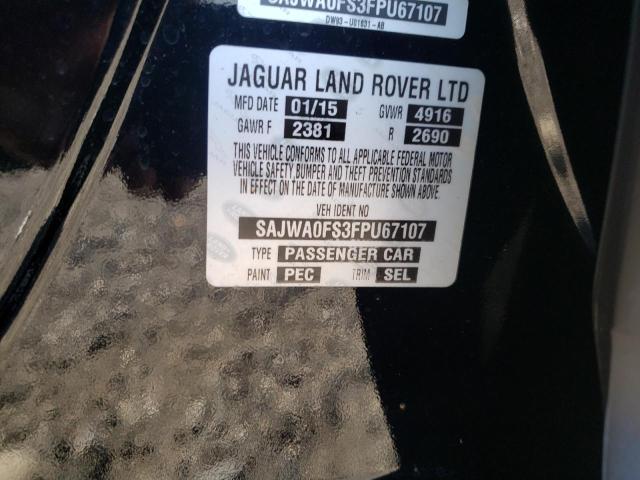 SAJWA0FS3FPU67107
DW93-U01031-AB
JAGUAR LAND ROVER LTD
MFD DATE 01/15 GVWR 4916
GAWR F 2381 R 2690
THIS VEHICLE CONFORMS TO ALL APPLICABLE FEDERAL MOTOR
VEHICLE SAFETY BUMPER AND THEFT PREVENTION STANDARDS
IN EFFECT ON THE DATE OF MANUFACTURE SHOWN ABOVE.
VEH IDENT NO
SAJWA0FS3FPU67107
TYPE PASSENGER CAR
PAINT PEC TRIM SEL